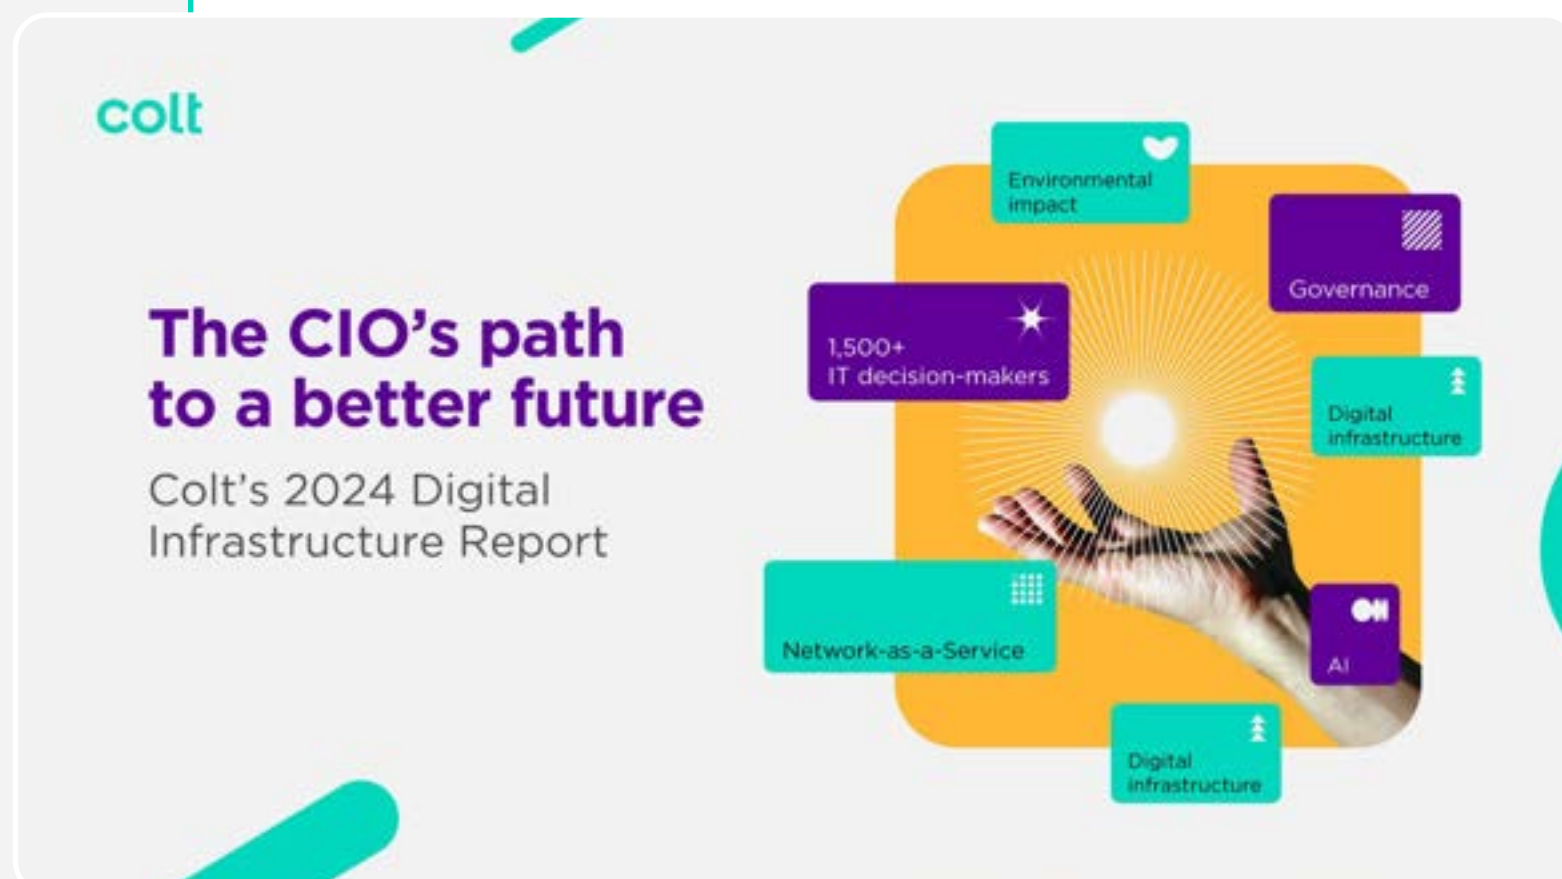 colt
The CIO’s path
to a better future
Colt’s 2024 Digital
Infrastructure Report
Environmental
impact
Governance
1,500+
IT decision-makers
Digital
infrastructure
Network-as-a-Service
AI
Digital
infrastructure